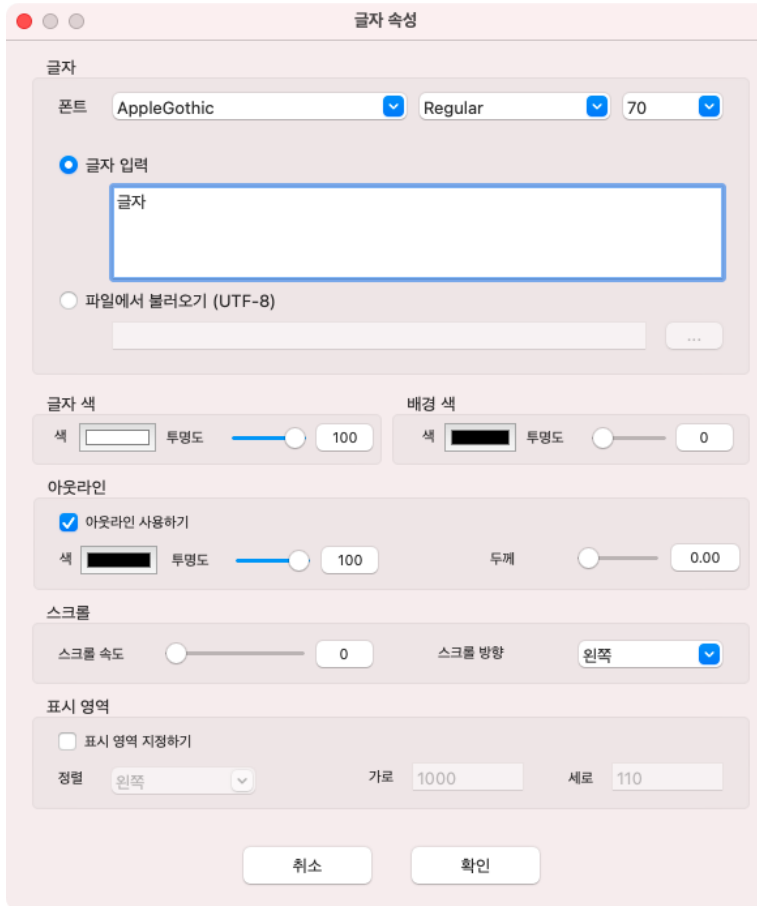 글자 속성
글자
폰트 AppleGothic Regular 70
글자 입력
글자
파일에서 불러오기 (UTF-8)
...
글자 색 배경 색
색 투명도 100 색 투명도 0
아웃라인
아웃라인 사용하기
색 투명도 100 두께 0.00
스크롤
스크롤 속도 0 스크롤 방향 왼쪽
표시 영역
표시 영역 지정하기
정렬 왼쪽 가로 1000 세로 110
취소 확인